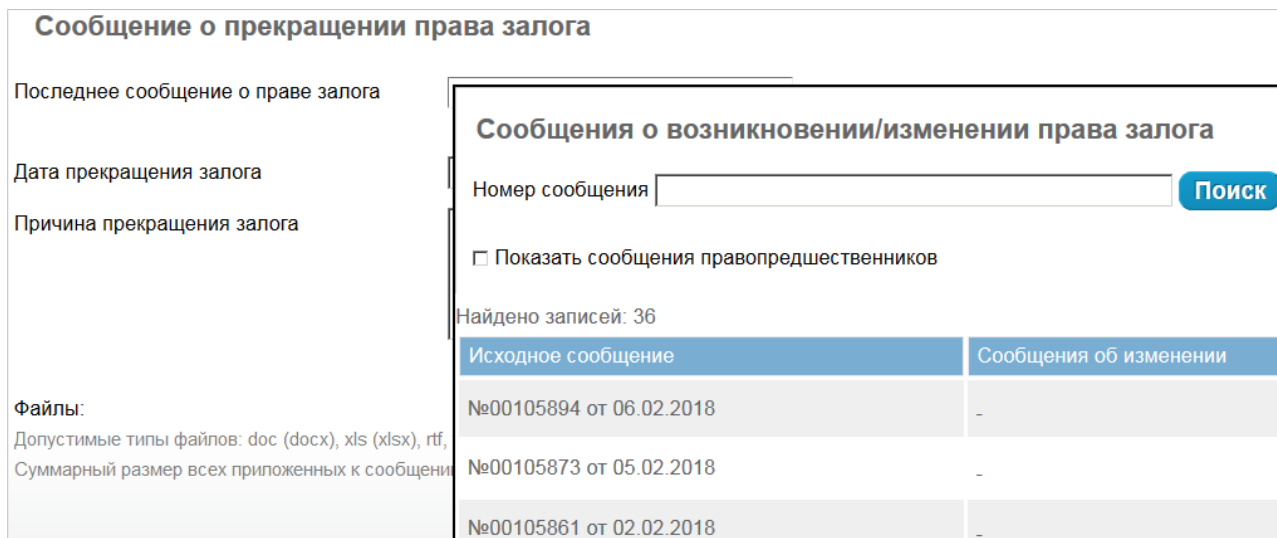 Сообщение о прекращении права залога
Последнее сообщение о праве залога
Дата прекращения залога
Причина прекращения залога
Файлы:
Допустимые типы файлов: doc (docx), xls (xlsx), rtf,
Суммарный размер всех приложенных к
Сообщения о возникновении/изменении права залога
Номер сообщения
Поиск
Показать сообщения правопредшественников
Найдено записей: 36
Исходное сообщение Сообщения об изменении
№00105894 от 06.02.2018 -
№00105873 от 05.02.2018 -
№00105861 от 02.02.2018 -